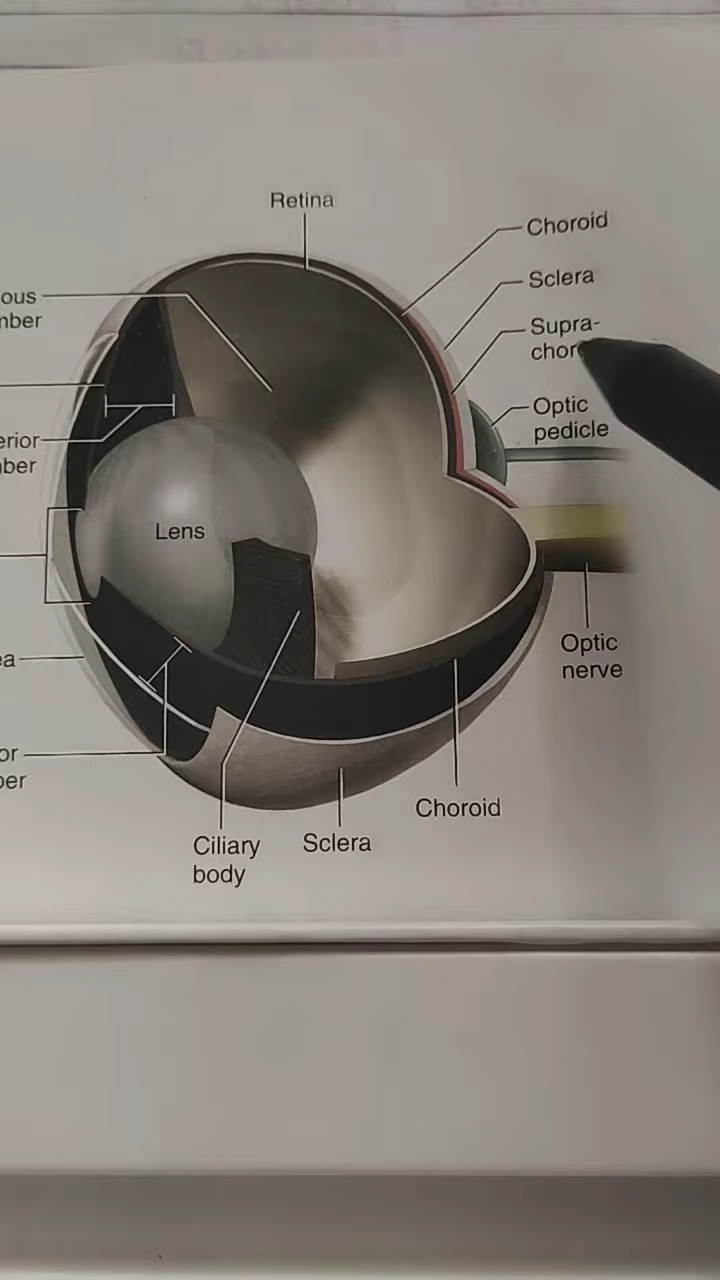 Retina
Choroid
Sclera
Supra-
chor
Optic
pedicle
ous
mber
erior
nber
Lens
ea
or
ber
Optic
nerve
Choroid
Sclera
Ciliary
body